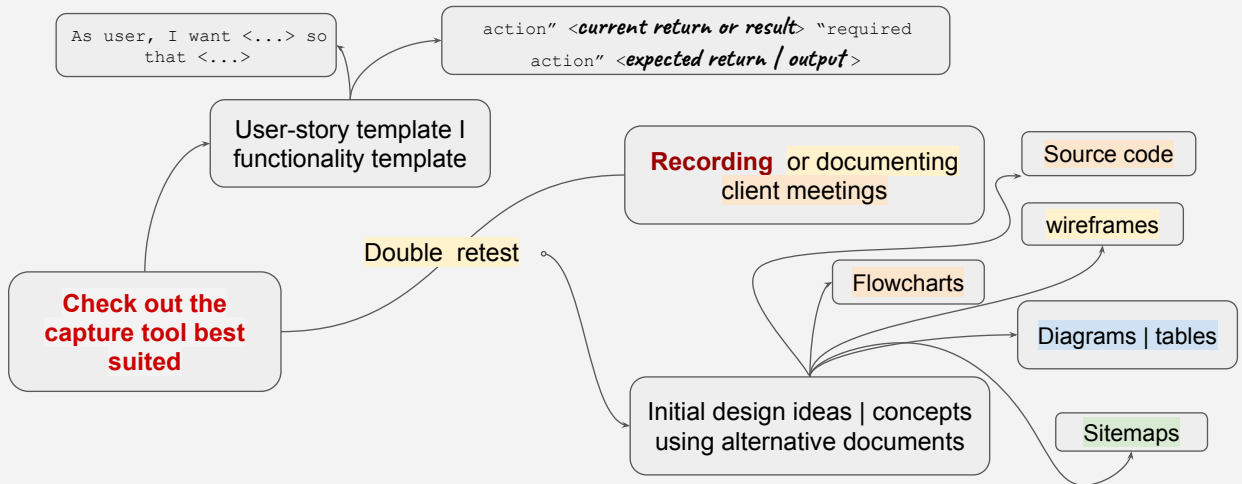 As user, I want <...> so
that <...>
action” <current return or result> “required
action” <expected return / output >
User-story template I
functionality template
Recording or documenting
client meetings
Source code
wireframes
Double retest
Flowcharts
Check out the
capture tool best
suited
Diagrams | tables
Initial design ideas | concepts
using alternative documents
Sitemaps